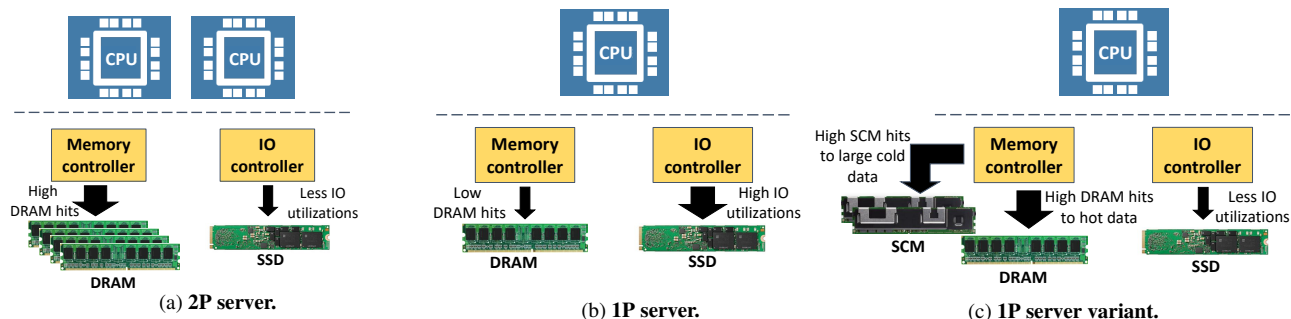 CPU
CPU
Memory
controller
IO
controller
High
DRAM hits
Less IO
utilizations
DRAM
SSD
(a) 2P server.
CPU
Memory
controller
IO
controller
Low
DRAM hits
High IO
utilizations
DRAM
SSD
(b) 1P server.
CPU
High SCM hits
to large cold
data
Memory
controller
IO
controller
High DRAM hits
to hot data
Less IO
utilizations
SCM
DRAM
SSD
(c) 1P server variant.